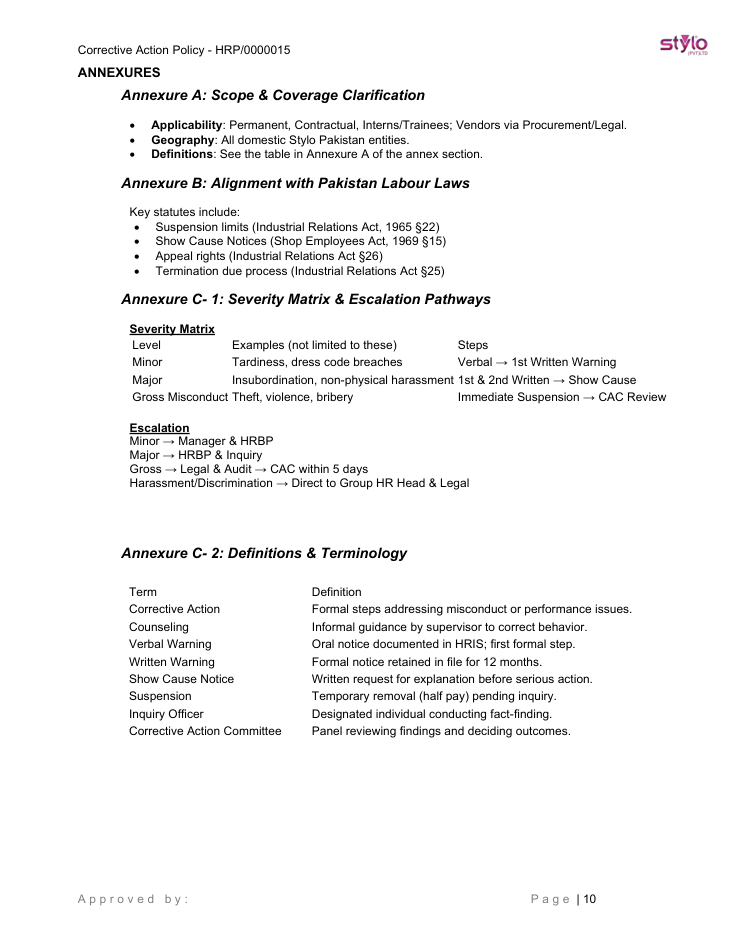 Corrective Action Policy - HRP/0000015
stylo
(PVT)LTD
ANNEXURES
Annexure A: Scope & Coverage Clarification
• Applicability: Permanent, Contractual, Interns/Trainees; Vendors via Procurement/Legal.
• Geography: All domestic Stylo Pakistan entities.
• Definitions: See the table in Annexure A of the annex section.
Annexure B: Alignment with Pakistan Labour Laws
Key statutes include:
• Suspension limits (Industrial Relations Act, 1965 §22)
• Show Cause Notices (Shop Employees Act, 1969 §15)
• Appeal rights (Industrial Relations Act §26)
• Termination due process (Industrial Relations Act §25)
Annexure C- 1: Severity Matrix & Escalation Pathways
Severity Matrix
Level Examples (not limited to these) Steps
Minor Tardiness, dress code breaches Verbal → 1st Written Warning
Major Insubordination, non-physical harassment 1st & 2nd Written → Show Cause
Gross Misconduct Theft, violence, bribery Immediate Suspension → CAC Review
Escalation
Minor → Manager & HRBP
Major → HRBP & Inquiry
Gross → Legal & Audit → CAC within 5 days
Harassment/Discrimination → Direct to Group HR Head & Legal
Annexure C- 2: Definitions & Terminology
Term Definition
Corrective Action Formal steps addressing misconduct or performance issues.
Counseling Informal guidance by supervisor to correct behavior.
Verbal Warning Oral notice documented in HRIS; first formal step.
Written Warning Formal notice retained in file for 12 months.
Show Cause Notice Written request for explanation before serious action.
Suspension Temporary removal (half pay) pending inquiry.
Inquiry Officer Designated individual conducting fact-finding.
Corrective Action Committee Panel reviewing findings and deciding outcomes.
Approved by: Page | 10